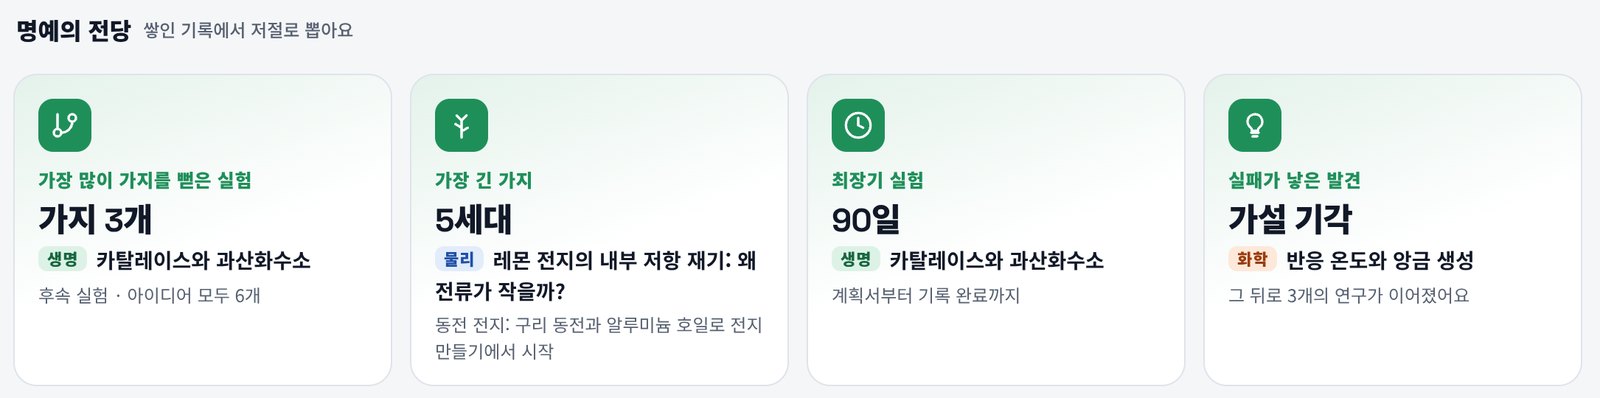 명예의 전당 쌓인 기록에서 저절로 뽑아요
가장 많이 가지를 뻗은 실험
가지 3개
생명 카탈레이스와 과산화수소
후속 실험 · 아이디어 모두 6개
가장 긴 가지
5세대
물리 레몬 전지의 내부 저항 재기: 왜
전류가 작을까?
동전 전지: 구리 동전과 알루미늄 호일로 전지
만들기에서 시작
최장기 실험
90일
생명 카탈레이스와 과산화수소
계획서부터 기록 완료까지
실패가 낳은 발견
가설 기각
화학 반응 온도와 앙금 생성
그 뒤로 3개의 연구가 이어졌어요